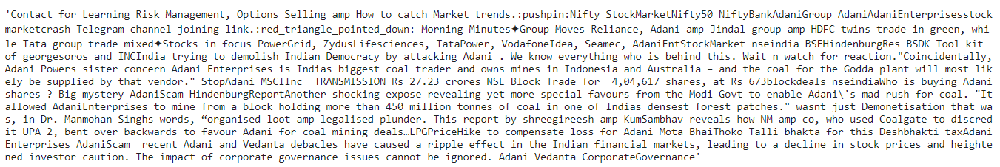 'Contact for Learning Risk Management, Options Selling amp How to catch Market trends.:pushpin:Nifty StockMarketNifty50 NiftyBankAdaniGroup AdaniAdaniEnterprisesstock
marketcrash Telegram channel joining link.:red_triangle_pointed_down: Morning Minutes✦Group Moves Reliance, Adani amp Jindal group amp HDFC twins trade in green, whi
le Tata group trade mixed✦Stocks in focus PowerGrid, ZydusLifesciences, TataPower, VodafoneIdea, Seamec, AdaniEntStockMarket nseindia BSEHindenburgRes BSDK Tool kit
of georgesoros and INCIndia trying to demolish Indian Democracy by attacking Adani . We know everything who is behind this. Wait n watch for reaction."Coincidentally,
Adani Powers sister concern Adani Enterprises is Indias biggest coal trader and owns mines in Indonesia and Australia – and the coal for the Godda plant will most lik
ely be supplied by that vendor." StopAdani MSCIInc  TRANSMISSION Rs 27.23 crores NSE Block Trade for  4,04,617 shares, at Rs 673blockdeals nseindiaWho is buying Adani
shares ? Big mystery AdaniScam HindenburgReportAnother shocking expose revealing yet more special favours from the Modi Govt to enable Adani\'s mad rush for coal. "It
allowed AdaniEnterprises to mine from a block holding more than 450 million tonnes of coal in one of Indias densest forest patches." wasnt just Demonetisation that wa
s, in Dr. Manmohan Singhs words, “organised loot amp legalised plunder. This report by shreegireesh amp KumSambhav reveals how NM amp co, who used Coalgate to discred
it UPA 2, bent over backwards to favour Adani for coal mining deals…LPGPriceHike to compensate loss for Adani Mota BhaiThoko Talli bhakta for this Deshbhakti taxAdani
Enterprises AdaniScam  recent Adani and Vedanta debacles have caused a ripple effect in the Indian financial markets, leading to a decline in stock prices and heighte
ned investor caution. The impact of corporate governance issues cannot be ignored. Adani Vedanta CorporateGovernance'